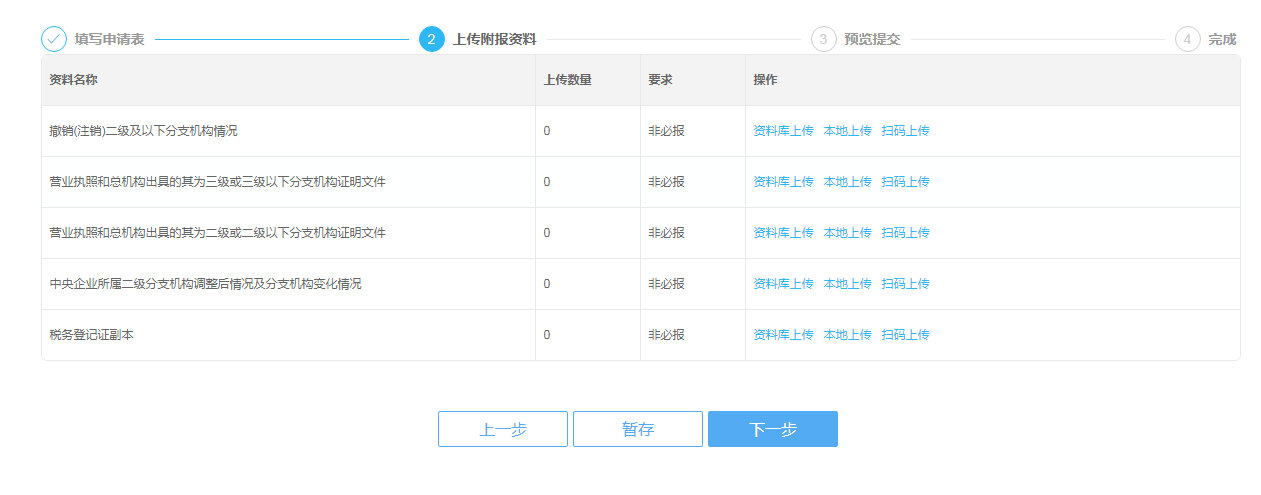 填写申请表 2 上传附报资料 3 预览提交 4 完成
资料名称 上传数量 要求 操作
撤销(注销)二级及以下分支机构情况 0 非必报 资料库上传 本地上传 扫码上传
营业执照和总机构出具的其为三级或三级以下分支机构证明文件 0 非必报 资料库上传 本地上传 扫码上传
营业执照和总机构出具的其为二级或二级以下分支机构证明文件 0 非必报 资料库上传 本地上传 扫码上传
中央企业所属二级分支机构调整后情况及分支机构变化情况 0 非必报 资料库上传 本地上传 扫码上传
税务登记证副本 0 非必报 资料库上传 本地上传 扫码上传
上一步 暂存 下一步